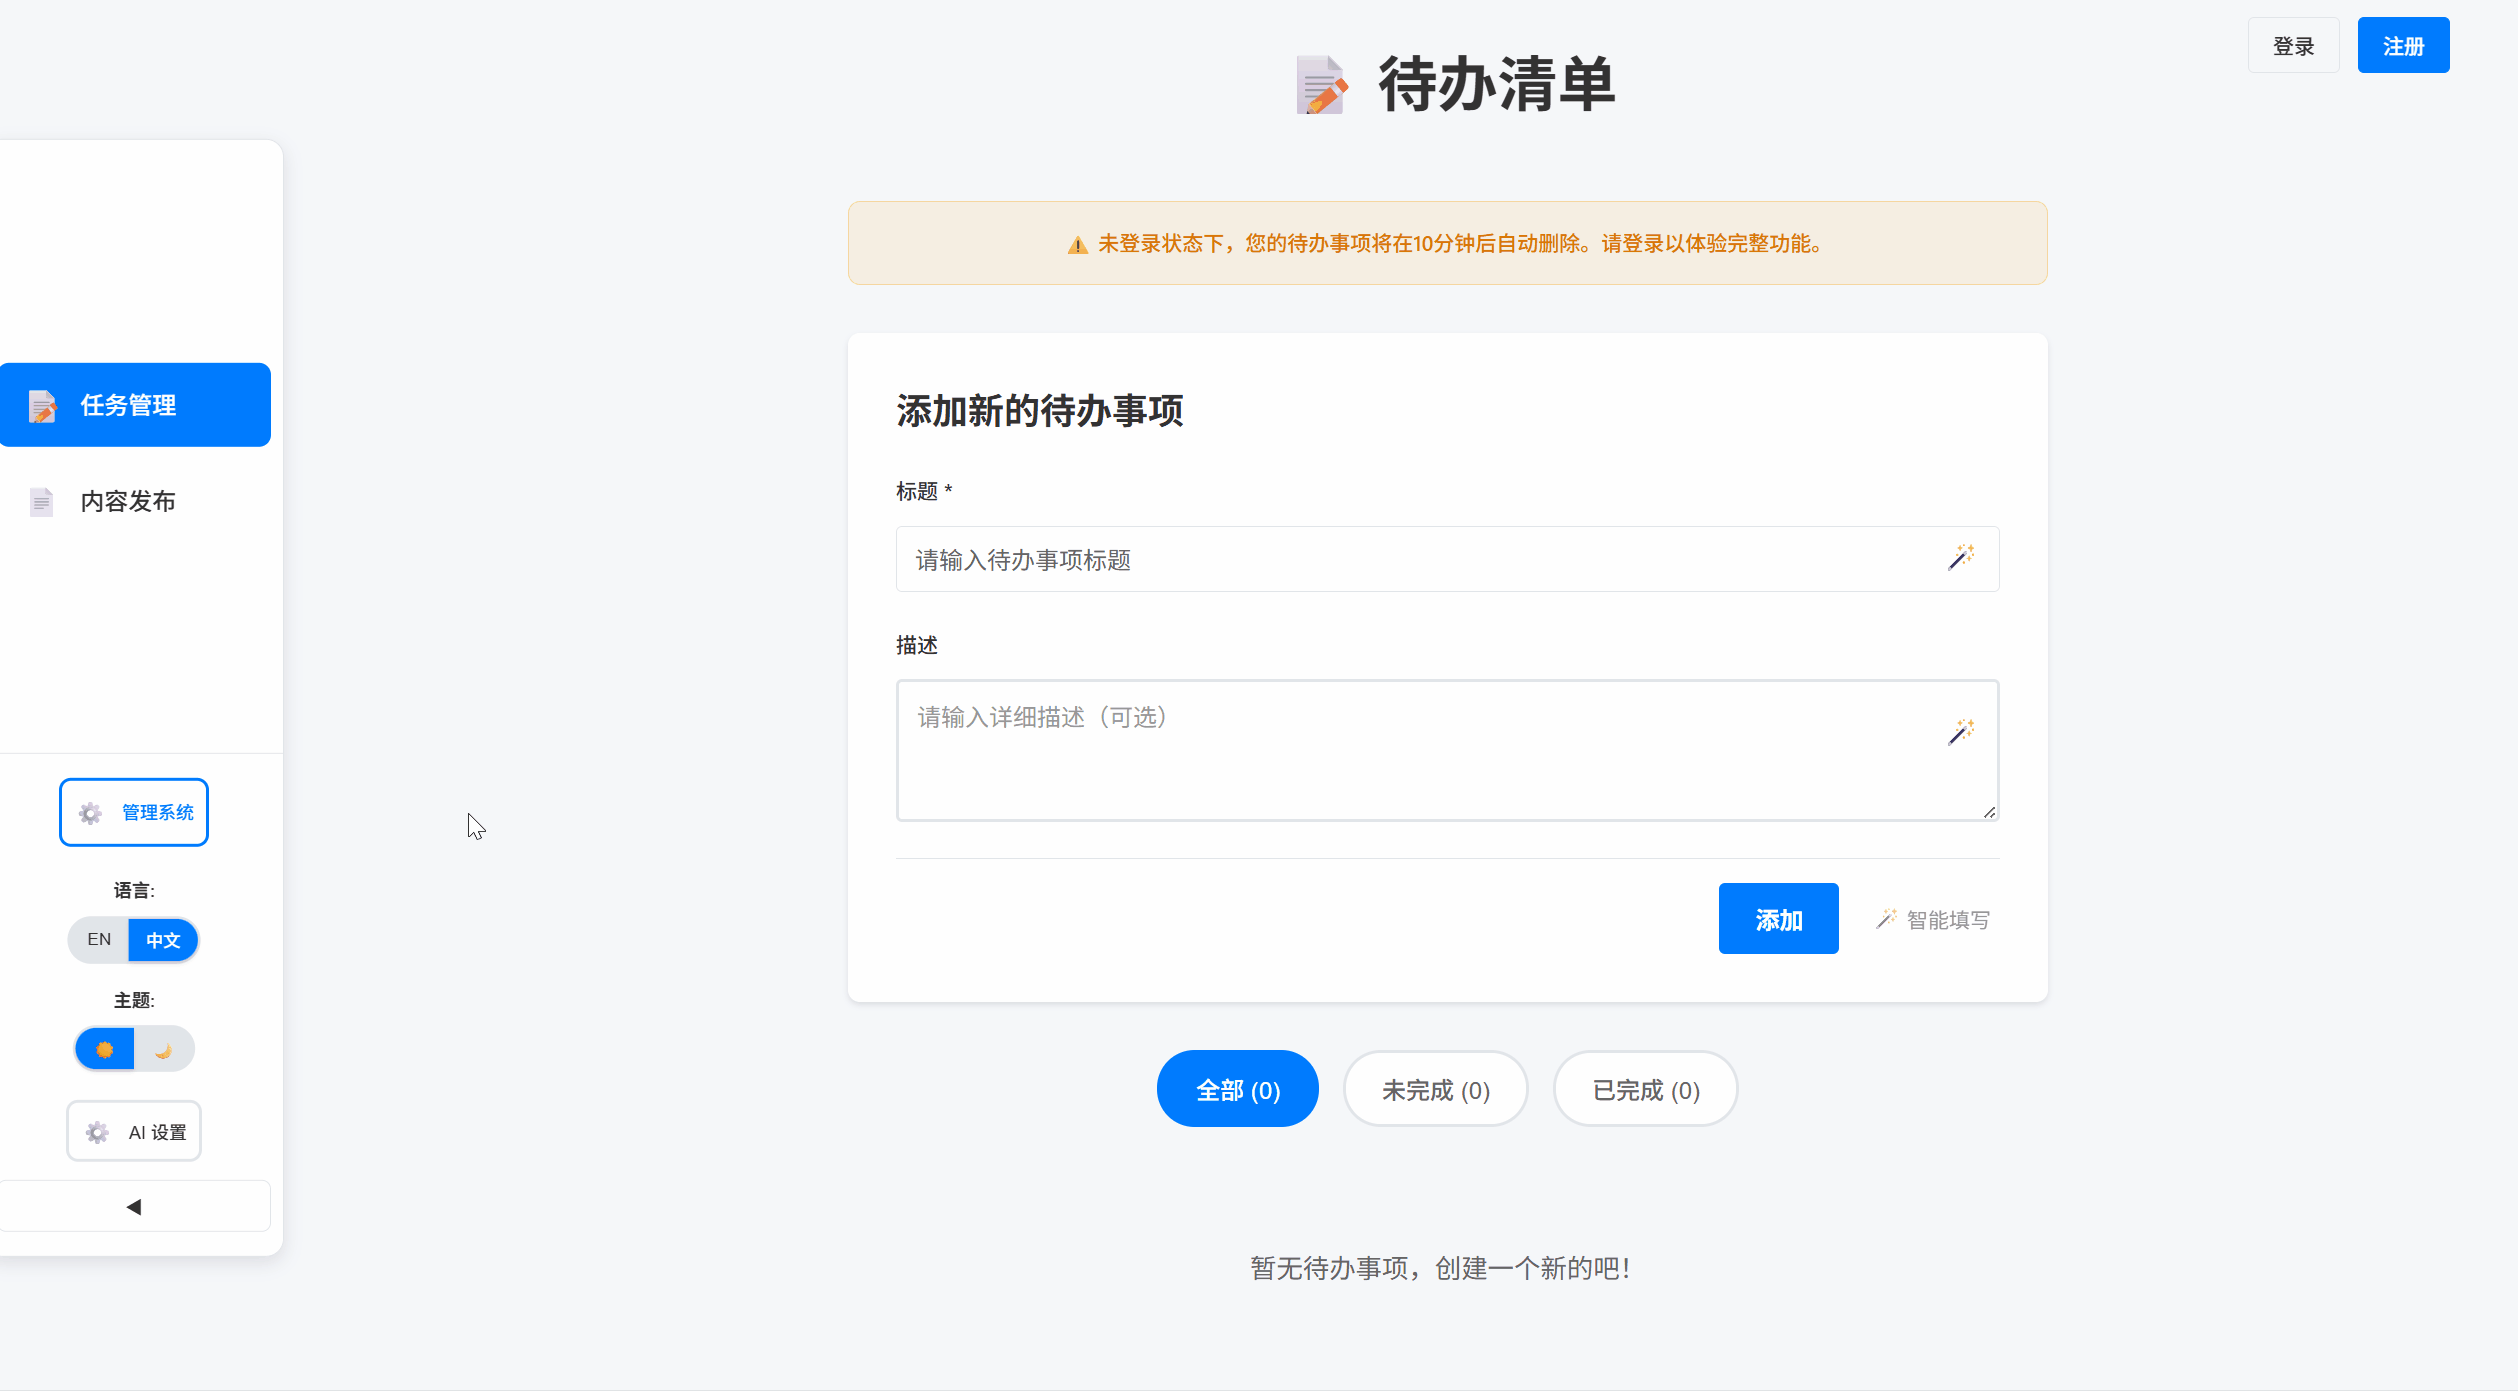 登录
注册
待办清单
未登录状态下，您的待办事项将在10分钟后自动删除。请登录以体验完整功能。
任务管理
内容发布
管理系统
语言:
EN
中文
主题:
AI 设置
添加新的待办事项
标题 *
请输入待办事项标题
描述
请输入详细描述（可选）
添加
智能填写
全部 (0)
未完成 (0)
已完成 (0)
暂无待办事项，创建一个新的吧！